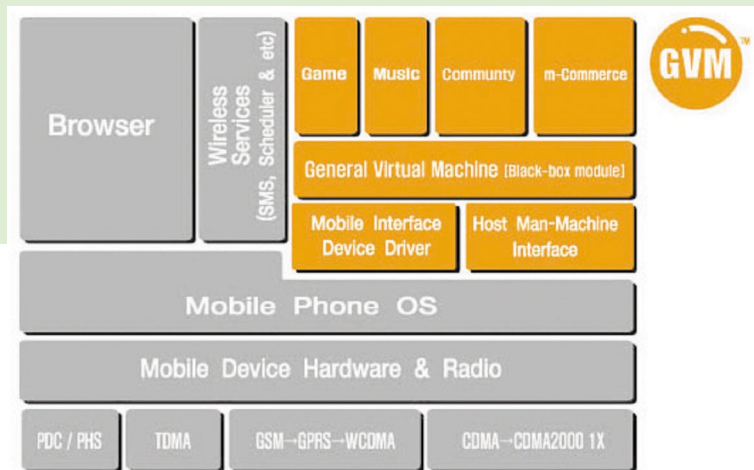 Browser
Wireless
Services
(SMS, Scheduler & etc)
Game
Music
Communty
m-Commerce
GVM
TM
General Virtual Machine [Black-box module]
Mobile Interface
Device Driver
Host Man-Machine
Interface
Mobile Phone OS
Mobile Device Hardware & Radio
PDC / PHS
TDMA
GSM→GPRS→WCDMA
CDMA→CDMA2000 1X